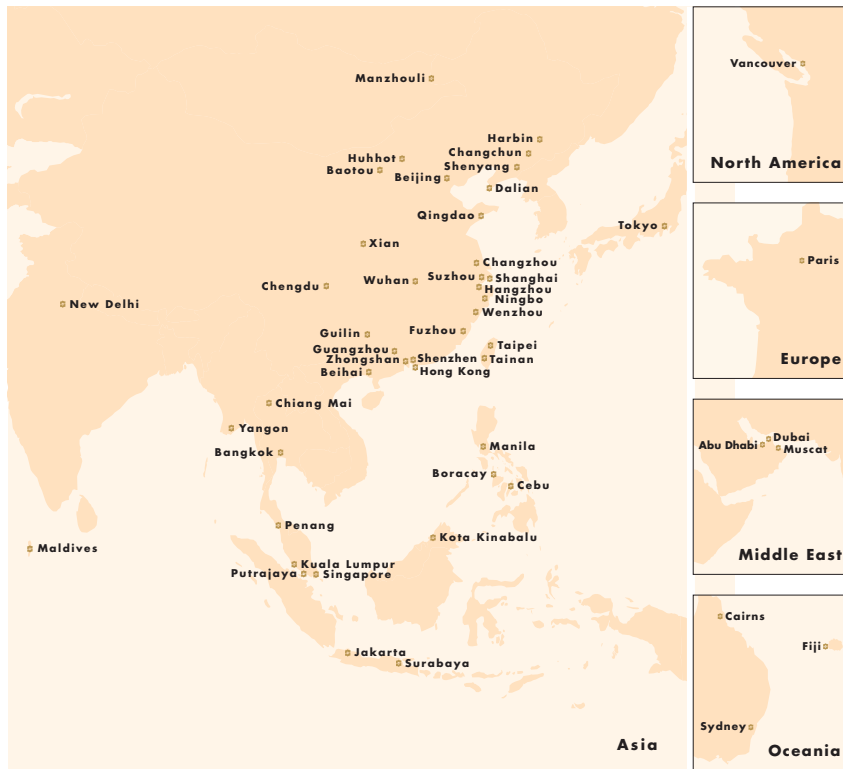 Manzhouli
Harbin
Changchun
Huhhot
Shenyang
Baotou
Beijing
Dalian
Qingdao
Tokyo
Xian
Changzhou
Suzhou
Shanghai
Wuhan
Chengdu
Hangzhou
Ningbo
New Delhi
Wenzhou
Guilin
Fuzhou
Taipei
Guangzhou
Zhongshan
Shenzhen
Tainan
Beihai
Hong Kong
Chiang Mai
Yangon
Bangkok
Manila
Boracay
Cebu
Penang
Kota Kinabalu
Maldives
Kuala Lumpur
Putrajaya
Singapore
Jakarta
Surabaya
Asia
Vancouver
North America
Paris
Europe
Dubai
Abu Dhabi
Muscat
Middle East
Cairns
Fiji
Sydney
Oceania